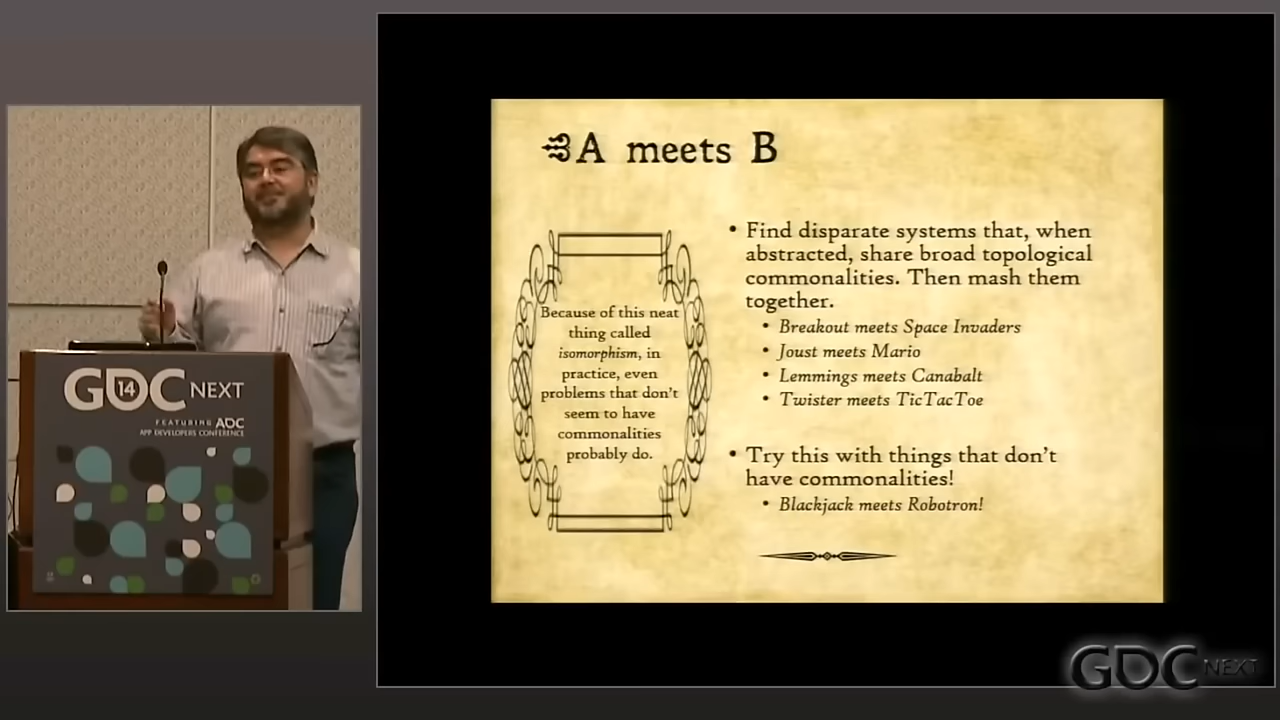 GDC 14 NEXT
FEATURING ADC
APP DEVELOPERS CONFERENCE
A meets B
Because of this neat
thing called
isomorphism, in
practice, even
problems that don't
seem to have
commonalities
probably do.
• Find disparate systems that, when
abstracted, share broad topological
commonalities. Then mash them
together.
• Breakout meets Space Invaders
• Joust meets Mario
• Lemmings meets Canabalt
• Twister meets TicTacToe
• Try this with things that don't
have commonalities!
• Blackjack meets Robotron!
GDC NEXT